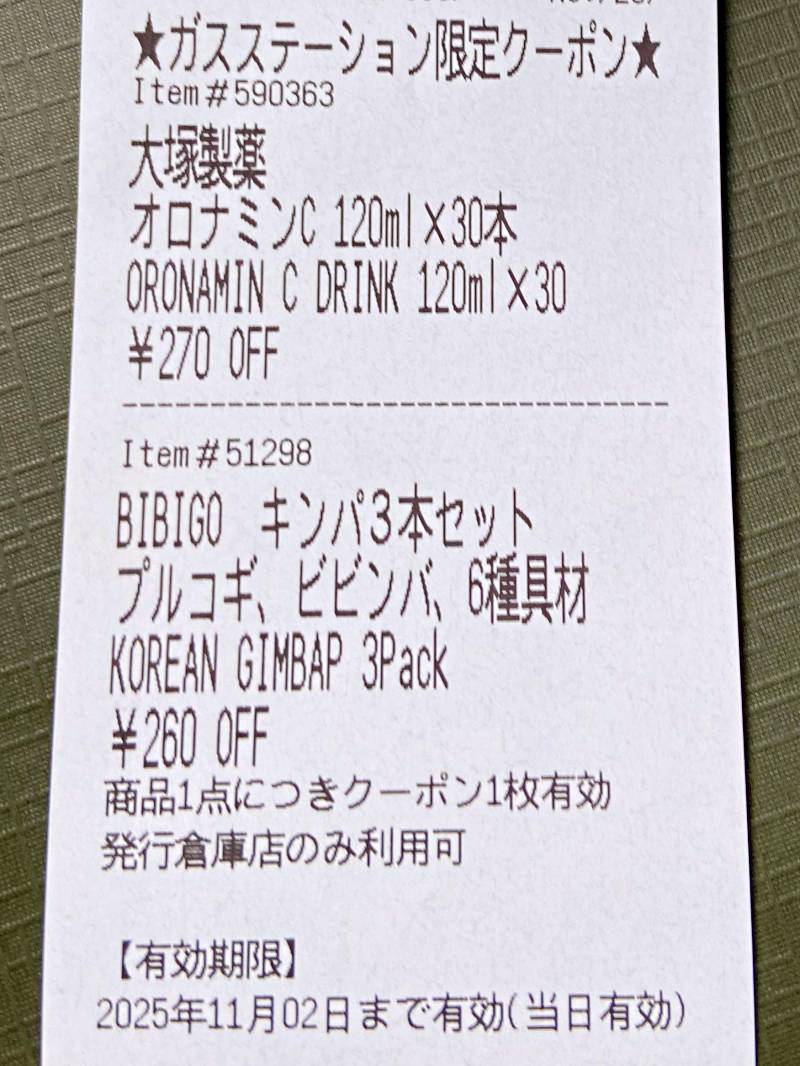 ★ガスステーション限定クーポン★
Item#590363
大塚製薬
オロナミンC 120ml×30本
ORONAMIN C DRINK 120ml×30
¥270 OFF
--------------------------------
Item#51298
BIBIGO　キンパ3本セット
プルコギ、ビビンバ、6種具材
KOREAN GIMBAP 3Pack
¥260 OFF
商品1点につきクーポン1枚有効
発行倉庫店のみ利用可
【有効期限】
2025年11月02日まで有効(当日有効)